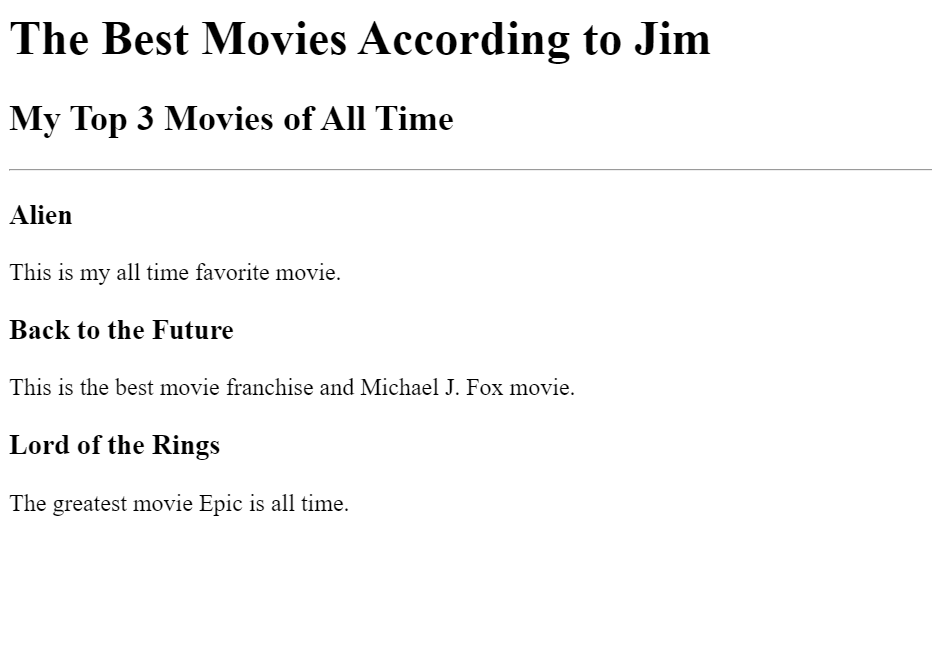 The Best Movies According to Jim
My Top 3 Movies of All Time
Alien
This is my all time favorite movie.
Back to the Future
This is the best movie franchise and Michael J. Fox movie.
Lord of the Rings
The greatest movie Epic is all time.